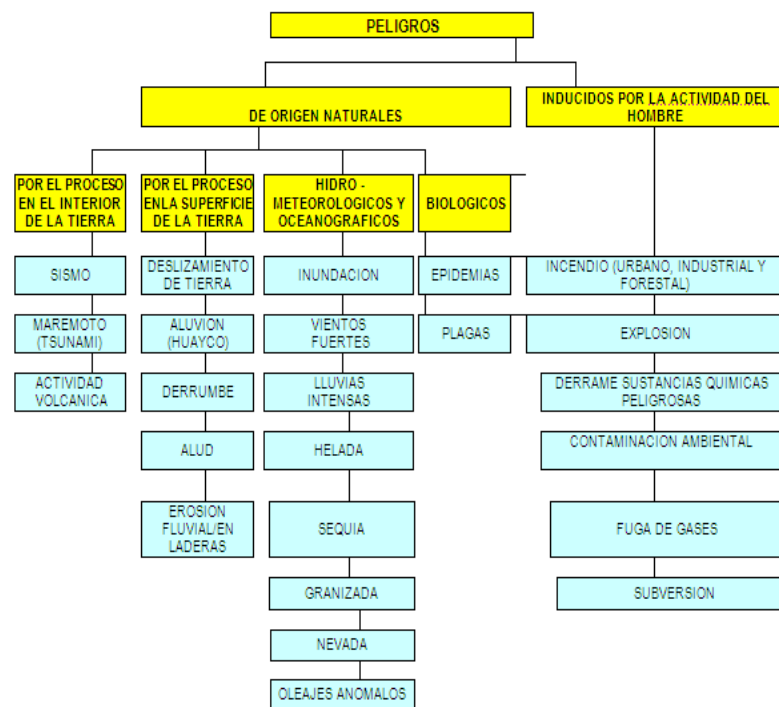 PELIGROS
DE ORIGEN NATURALES
INDUCIDOS POR LA ACTIVIDAD DEL
HOMBRE
POR EL PROCESO
EN EL INTERIOR
DE LA TIERRA
POR EL PROCESO
ENLA SUPERFICIE
DE LA TIERRA
HIDRO -
METEOROLOGICOS Y
OCEANOGRAFICOS
BIOLOGICOS
SISMO
MAREMOTO
(TSUNAMI)
ACTIVIDAD
VOLCANICA
DESLIZAMIENTO
DE TIERRA
ALUVION
(HUAYCO)
DERRUMBE
ALUD
EROSION
FLUVIAL/EN
LADERAS
INUNDACION
VIENTOS
FUERTES
LLUVIAS
INTENSAS
HELADA
SEQUIA
GRANIZADA
NEVADA
OLEAJES ANOMALOS
EPIDEMIAS
PLAGAS
INCENDIO (URBANO, INDUSTRIAL Y
FORESTAL)
EXPLOSION
DERRAME SUSTANCIAS QUIMICAS
PELIGROSAS
CONTAMINACION AMBIENTAL
FUGA DE GASES
SUBVERSION